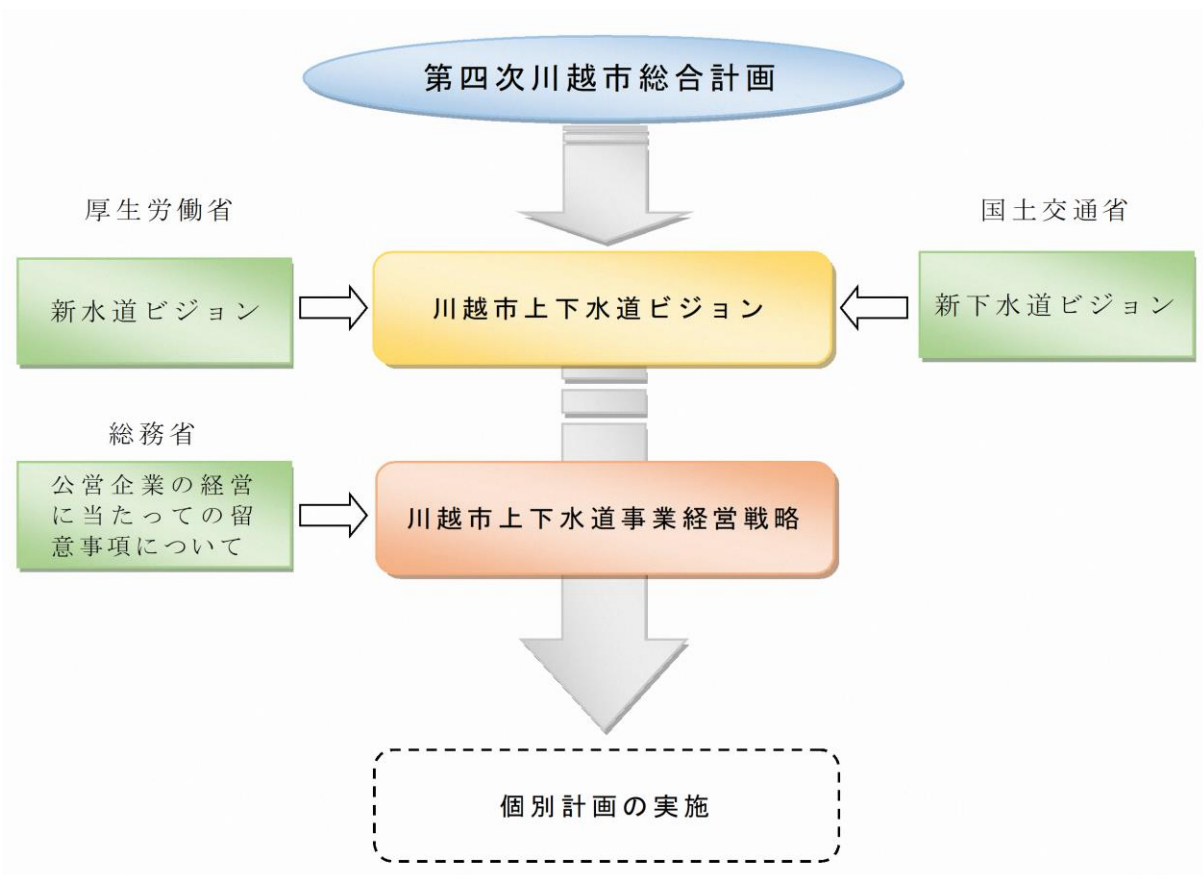 第四次川越市総合計画
厚生労働省
国土交通省
新水道ビジョン
川越市上下水道ビジョン
新下水道ビジョン
総務省
公営企業の経営
に当たっての留
意事項について
川越市上下水道事業経営戦略
個別計画の実施